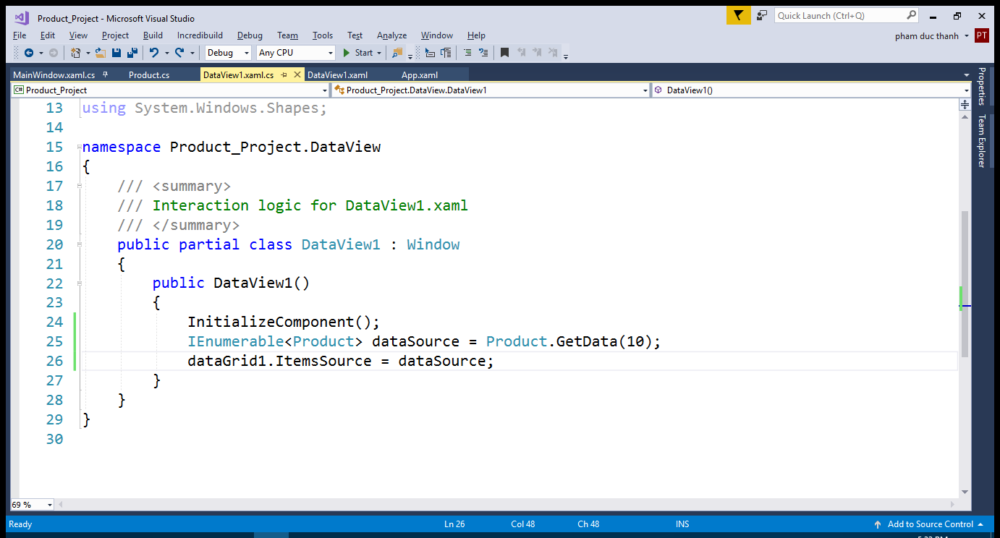 Product_Project - Microsoft Visual Studio
Quick Launch (Ctrl+Q)
File Edit View Project Build Incredibuild Debug Team Tools Test Analyze Window Help
pham duc thanh PT
Debug Any CPU Start
MainWindow.xaml.cs Product.cs DataView1.xaml.cs DataView1.xaml App.xaml
C# Product_Project Product_Project.DataView.DataView1 DataView1()
Properties
Team Explorer
13 using System.Windows.Shapes;
14
15 namespace Product_Project.DataView
16 {
17 /// <summary>
18 /// Interaction logic for DataView1.xaml
19 /// </summary>
20 public partial class DataView1 : Window
21 {
22 public DataView1()
23 {
24 InitializeComponent();
25 IEnumerable<Product> dataSource = Product.GetData(10);
26 dataGrid1.ItemsSource = dataSource;
27 }
28 }
29 }
30
69 %
Ready Ln 26 Col 48 Ch 48 INS Add to Source Control